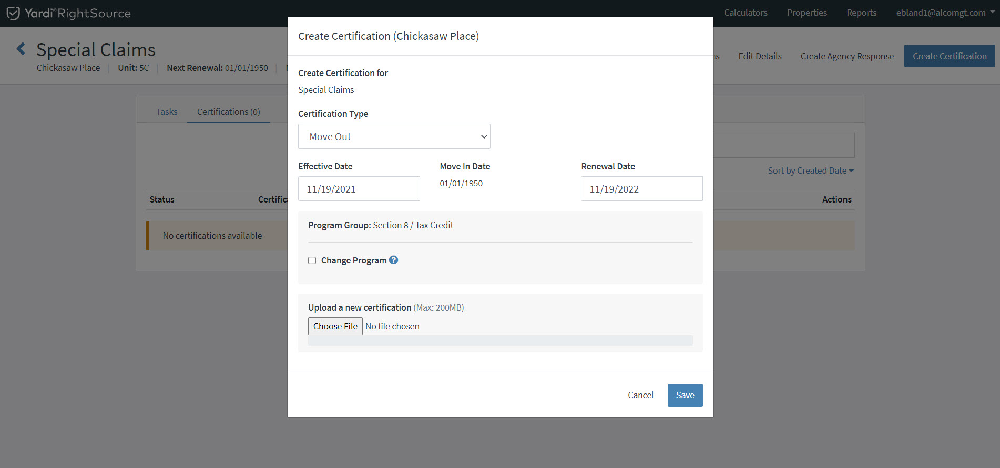 Yardi® RightSource
Calculators Properties Reports ebland1@alcomgt.com
Special Claims
Chickasaw Place Unit: 5C Next Renewal: 01/01/1950
Edit Details Create Agency Response Create Certification
Tasks Certifications (0)
Sort by Created Date
Status Actions
No certifications available
Create Certification (Chickasaw Place)
Create Certification for
Special Claims
Certification Type
Move Out
Effective Date Move In Date Renewal Date
11/19/2021 01/01/1950 11/19/2022
Program Group: Section 8 / Tax Credit
Change Program ?
Upload a new certification (Max: 200MB)
Choose File No file chosen
Cancel Save